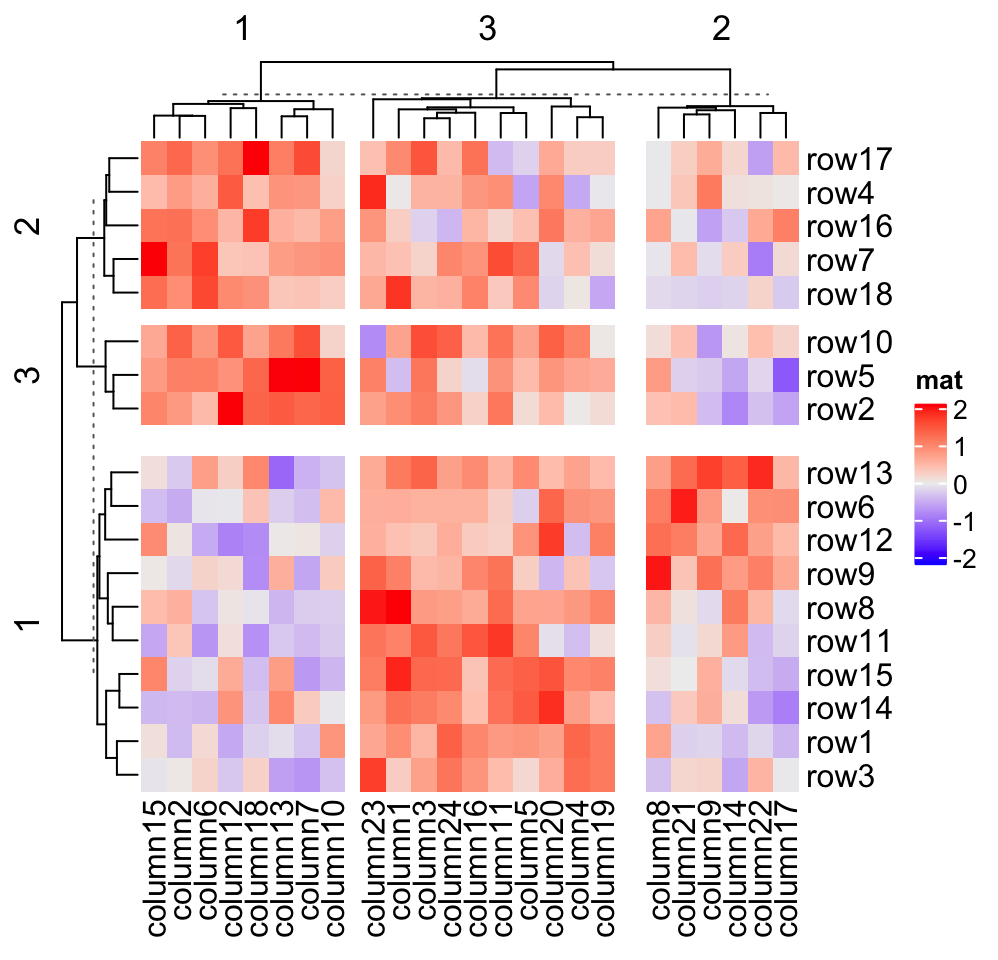 1 3 2
2
3
1
row17
row4
row16
row7
row18
row10
row5
row2
row13
row6
row12
row9
row8
row11
row15
row14
row1
row3
mat
2
1
0
-1
-2
column15
column2
column6
column12
column18
column13
column7
column10
column23
column1
column3
column24
column16
column11
column5
column20
column4
column19
column8
column21
column9
column14
column22
column17